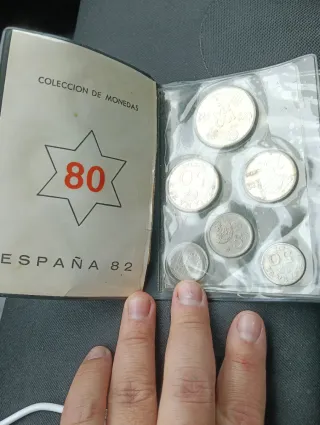 COLECCION DE MONEDAS
80
ESPAÑA 82